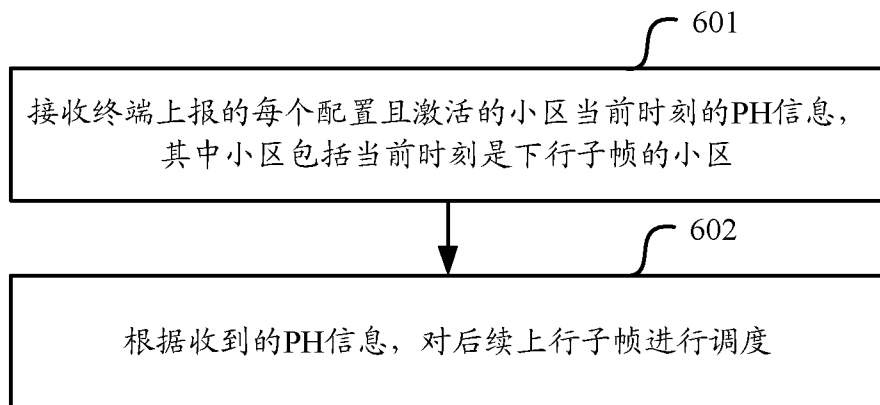 601
接收终端上报的每个配置且激活的小区当前时刻的PH信息，
其中小区包括当前时刻是下行子帧的小区
602
根据收到的PH信息，对后续上行子帧进行调度